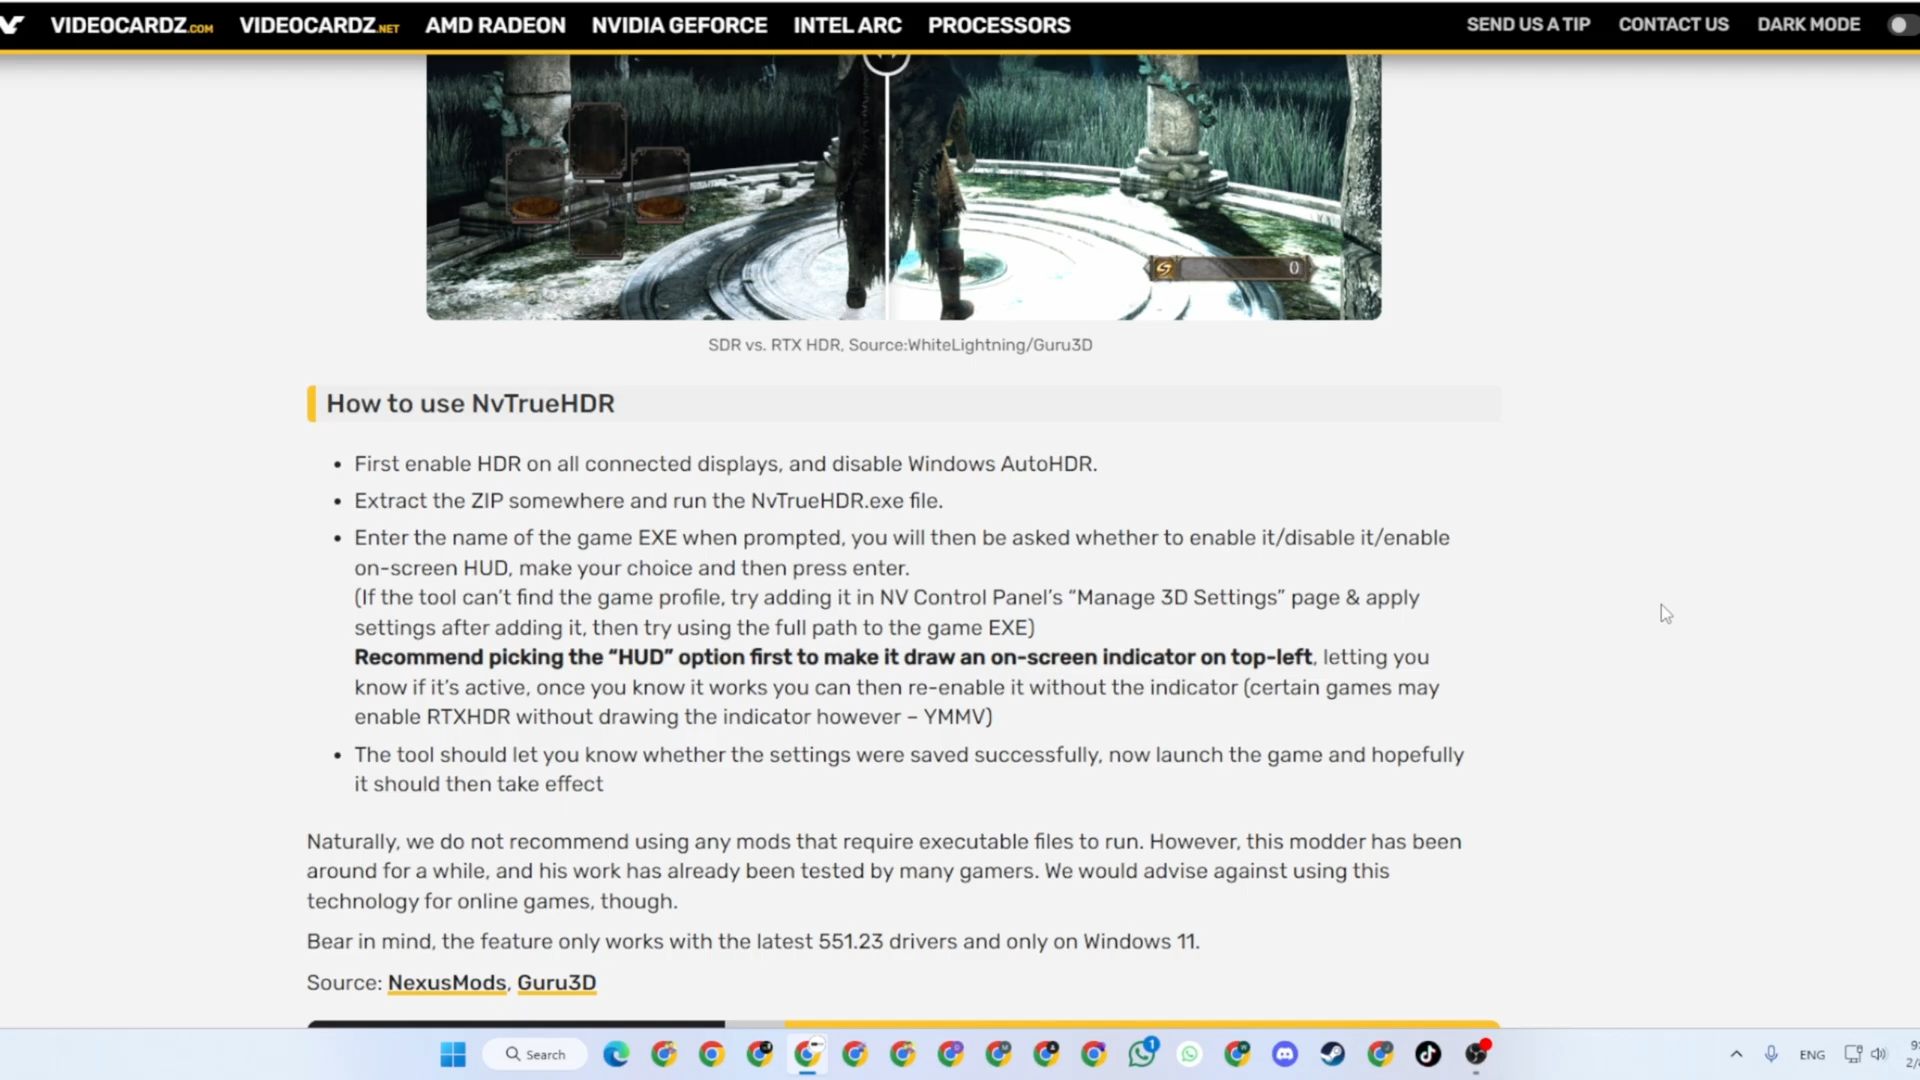 VIDEOCARDZ.COM VIDEOCARDZ.NET AMD RADEON NVIDIA GEFORCE INTEL ARC PROCESSORS SEND US A TIP CONTACT US DARK MODE
0
SDR vs. RTX HDR, Source:WhiteLightning/Guru3D
How to use NvTrueHDR
• First enable HDR on all connected displays, and disable Windows AutoHDR.
• Extract the ZIP somewhere and run the NvTrueHDR.exe file.
• Enter the name of the game EXE when prompted, you will then be asked whether to enable it/disable it/enable
on-screen HUD, make your choice and then press enter.
(If the tool can't find the game profile, try adding it in NV Control Panel's “Manage 3D Settings” page & apply
settings after adding it, then try using the full path to the game EXE)
Recommend picking the “HUD” option first to make it draw an on-screen indicator on top-left, letting you
know if it's active, once you know it works you can then re-enable it without the indicator (certain games may
enable RTXHDR without drawing the indicator however – YMMV)
• The tool should let you know whether the settings were saved successfully, now launch the game and hopefully
it should then take effect
Naturally, we do not recommend using any mods that require executable files to run. However, this modder has been
around for a while, and his work has already been tested by many gamers. We would advise against using this
technology for online games, though.
Bear in mind, the feature only works with the latest 551.23 drivers and only on Windows 11.
Source: NexusMods, Guru3D
Search 1 ENG